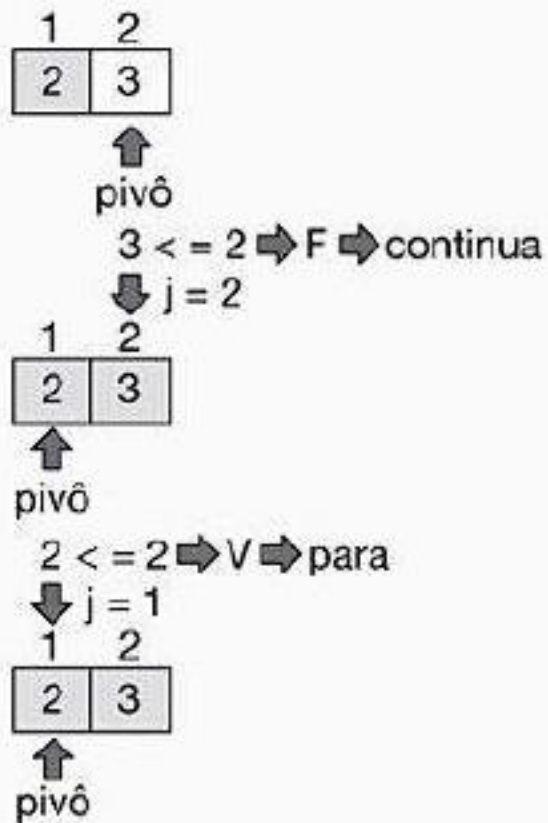 1 2
2 3
pivô
3 < = 2 ⇨ F ⇨ continua
j = 2
1 2
2 3
pivô
2 < = 2 ⇨ V ⇨ para
j = 1
1 2
2 3
pivô